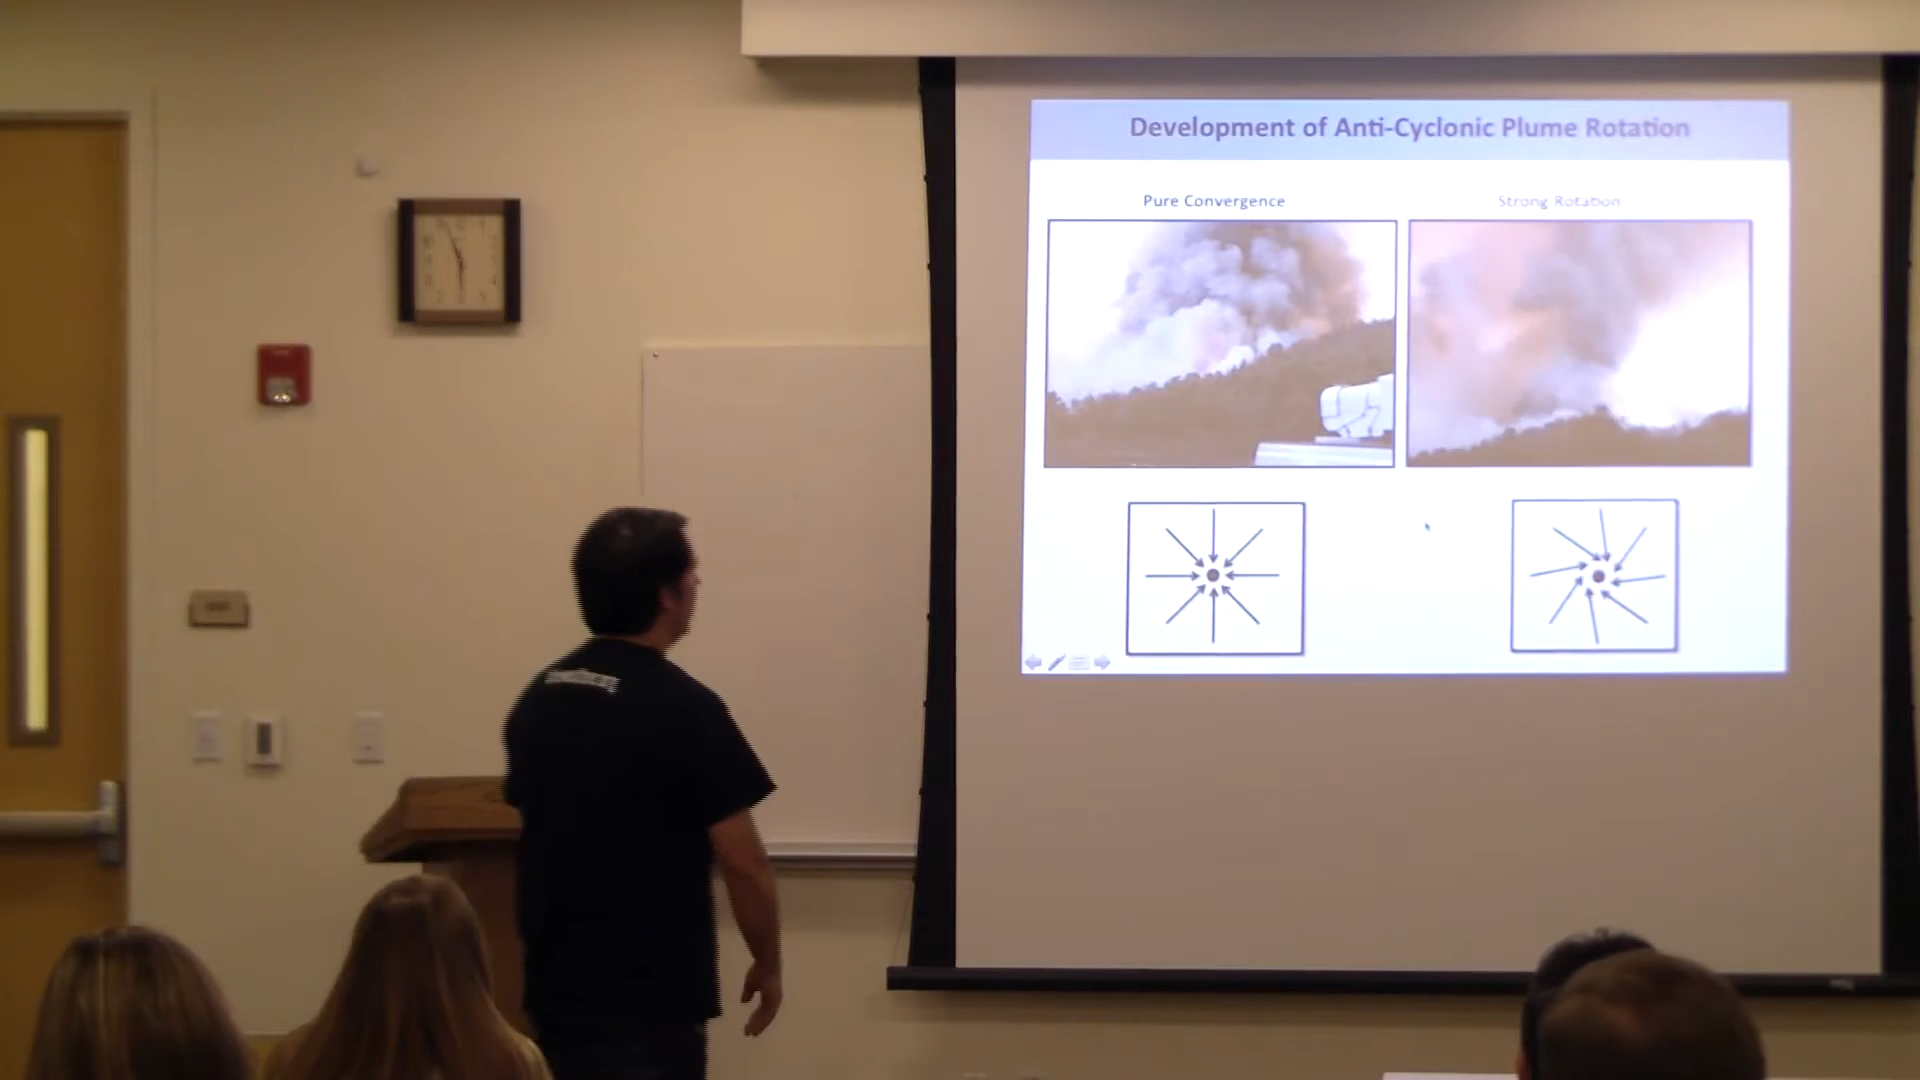 Development of Anti-Cyclonic Plume Rotation
Pure Convergence
Strong Rotation